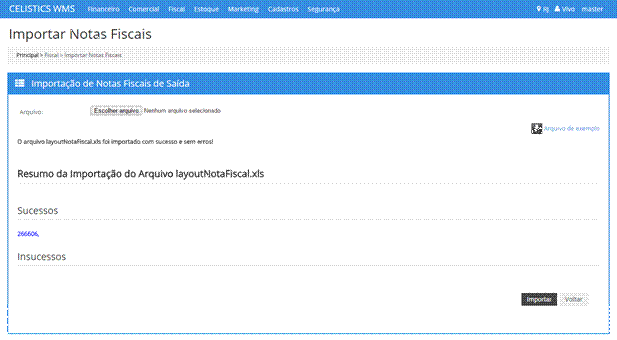 CELISTICS WMS Financeiro Comercial Fiscal Estoque Marketing Cadastros Segurança RJ Vivo master
Importar Notas Fiscais
Principal > Fiscal > Importar Notas Fiscais
Importação de Notas Fiscais de Saída
Arquivo: Escolher arquivo Nenhum arquivo selecionado
Arquivo de exemplo
O arquivo layoutNotaFiscal.xls foi importado com sucesso e sem erros!
Resumo da Importação do Arquivo layoutNotaFiscal.xls
Sucessos
266606,
Insucessos
Importar Voltar